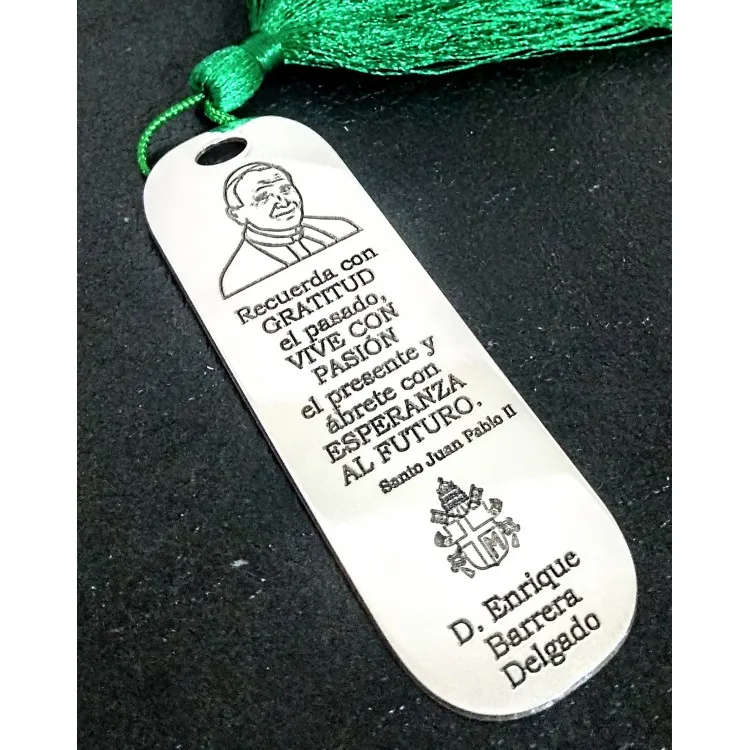 Recuerda con
GRATITUD
el pasado,
VIVE CON
PASIÓN
el presente y
ábrete con
ESPERANZA
AL FUTURO.
Santo Juan Pablo II
M
D. Enrique
Barrera
Delgado